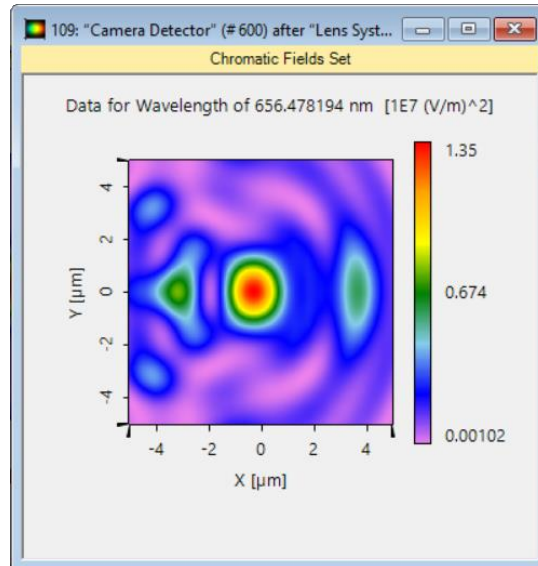 109: "Camera Detector" (# 600) after "Lens Syst...
Chromatic Fields Set
Data for Wavelength of 656.478194 nm [1E7 (V/m)^2]
1.35
0.674
0.00102
4
2
0
-2
-4
Y [µm]
-4 -2 0 2 4
X [µm]